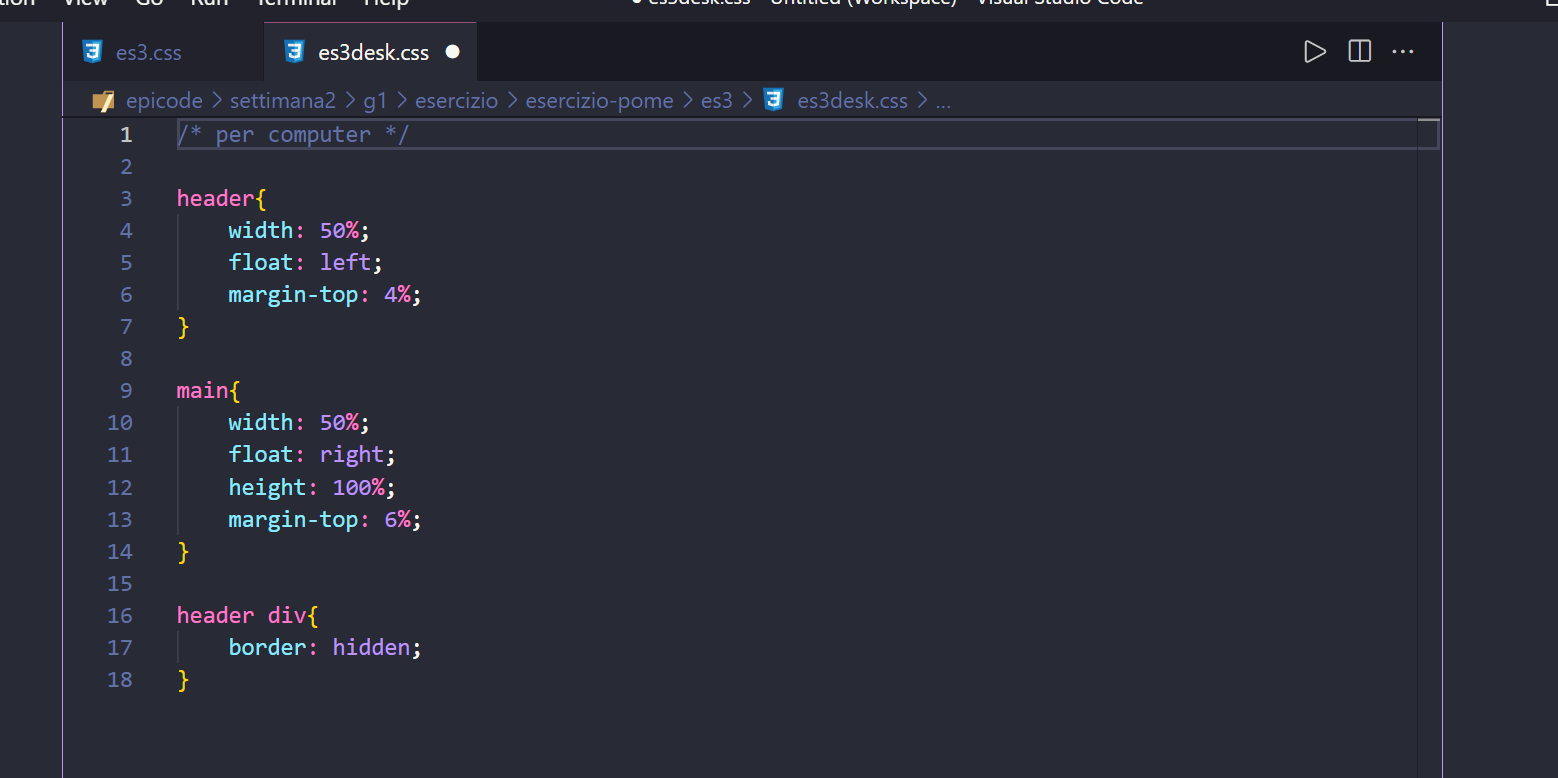 View Go Run Terminal Help es3desk.css Untitled (Workspace) Visual Studio Code
es3.css es3desk.css
epicode > settimana2 > g1 > esercizio > esercizio-pome > es3 > es3desk.css > ...
1 /* per computer */
2
3 header{
4 width: 50%;
5 float: left;
6 margin-top: 4%;
7 }
8
9 main{
10 width: 50%;
11 float: right;
12 height: 100%;
13 margin-top: 6%;
14 }
15
16 header div{
17 border: hidden;
18 }